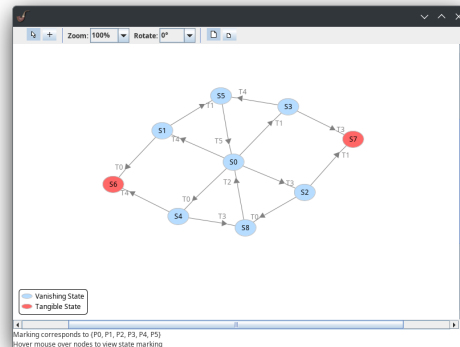 Zoom: 100% Rotate: 0°
S5
T4
S3
T1
S1
T1
T3
S7
T4
T5
S0
T1
T0
T2
T3
S6
T4
T0
S2
S4
T3
T0
S8
Vanishing State
Tangible State
Marking corresponds to {P0, P1, P2, P3, P4, P5}
Hover mouse over nodes to view state marking